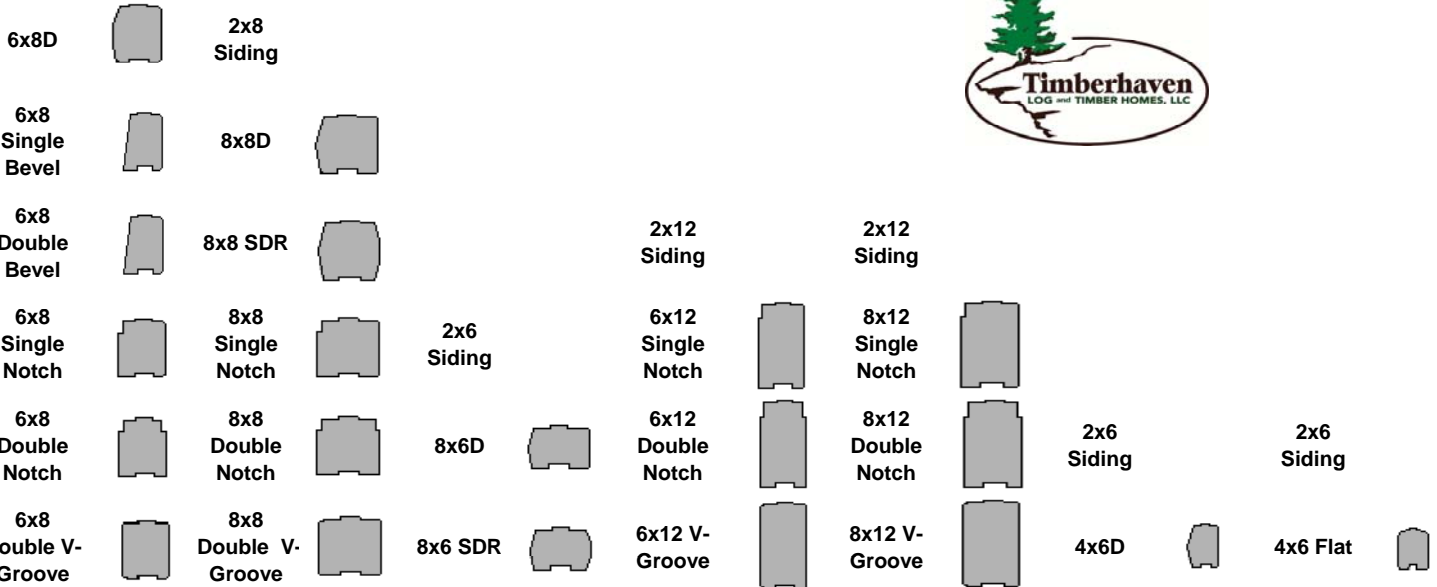 6x8D
2x8
Siding
Timberhaven
LOG and TIMBER HOMES, LLC
6x8
Single
Bevel
8x8D
6x8
Double
Bevel
8x8 SDR
2x12
Siding
2x12
Siding
6x8
Single
Notch
8x8
Single
Notch
2x6
Siding
6x12
Single
Notch
8x12
Single
Notch
6x8
Double
Notch
8x8
Double
Notch
8x6D
6x12
Double
Notch
8x12
Double
Notch
2x6
Siding
2x6
Siding
6x8
Double V-
Groove
8x8
Double V-
Groove
8x6 SDR
6x12 V-
Groove
8x12 V-
Groove
4x6D
4x6 Flat